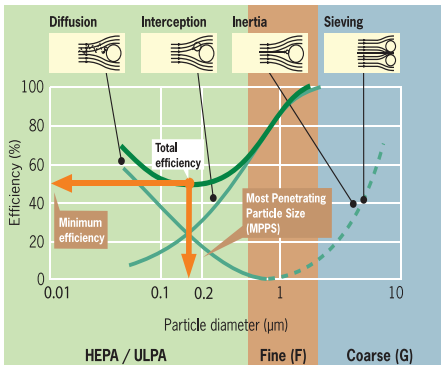 Diffusion Interception Inertia Sieving
100
80
60
40
20
0
Efficiency (%)
Total
efficiency
Minimum
efficiency
Most Penetrating
Particle Size
(MPPS)
0.01 0.1 0.2 1 10
Particle diameter (µm)
HEPA / ULPA Fine (F) Coarse (G)